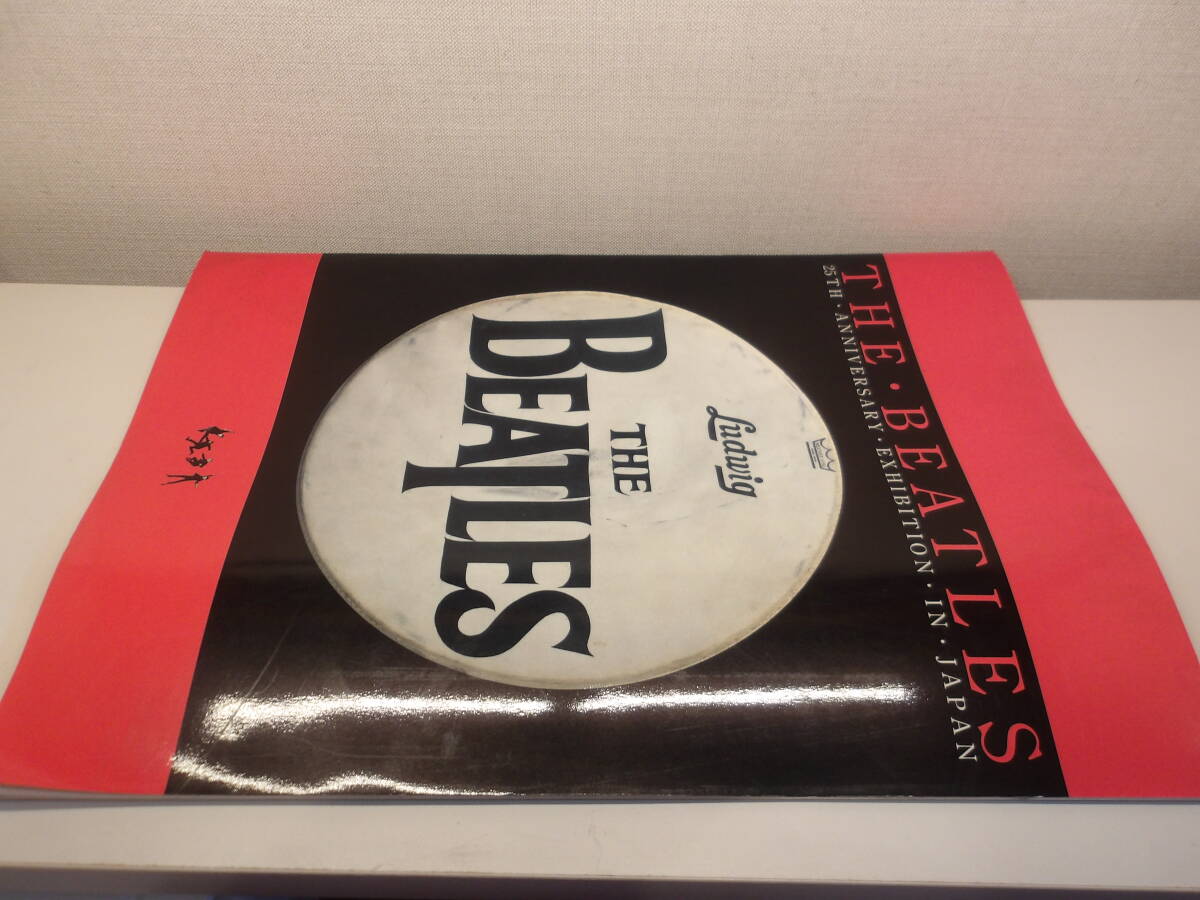 THE · BEATLES
25TH · ANNIVERSARY · EXHIBITION · IN · JAPAN
Ludwig
THE
BEATLES